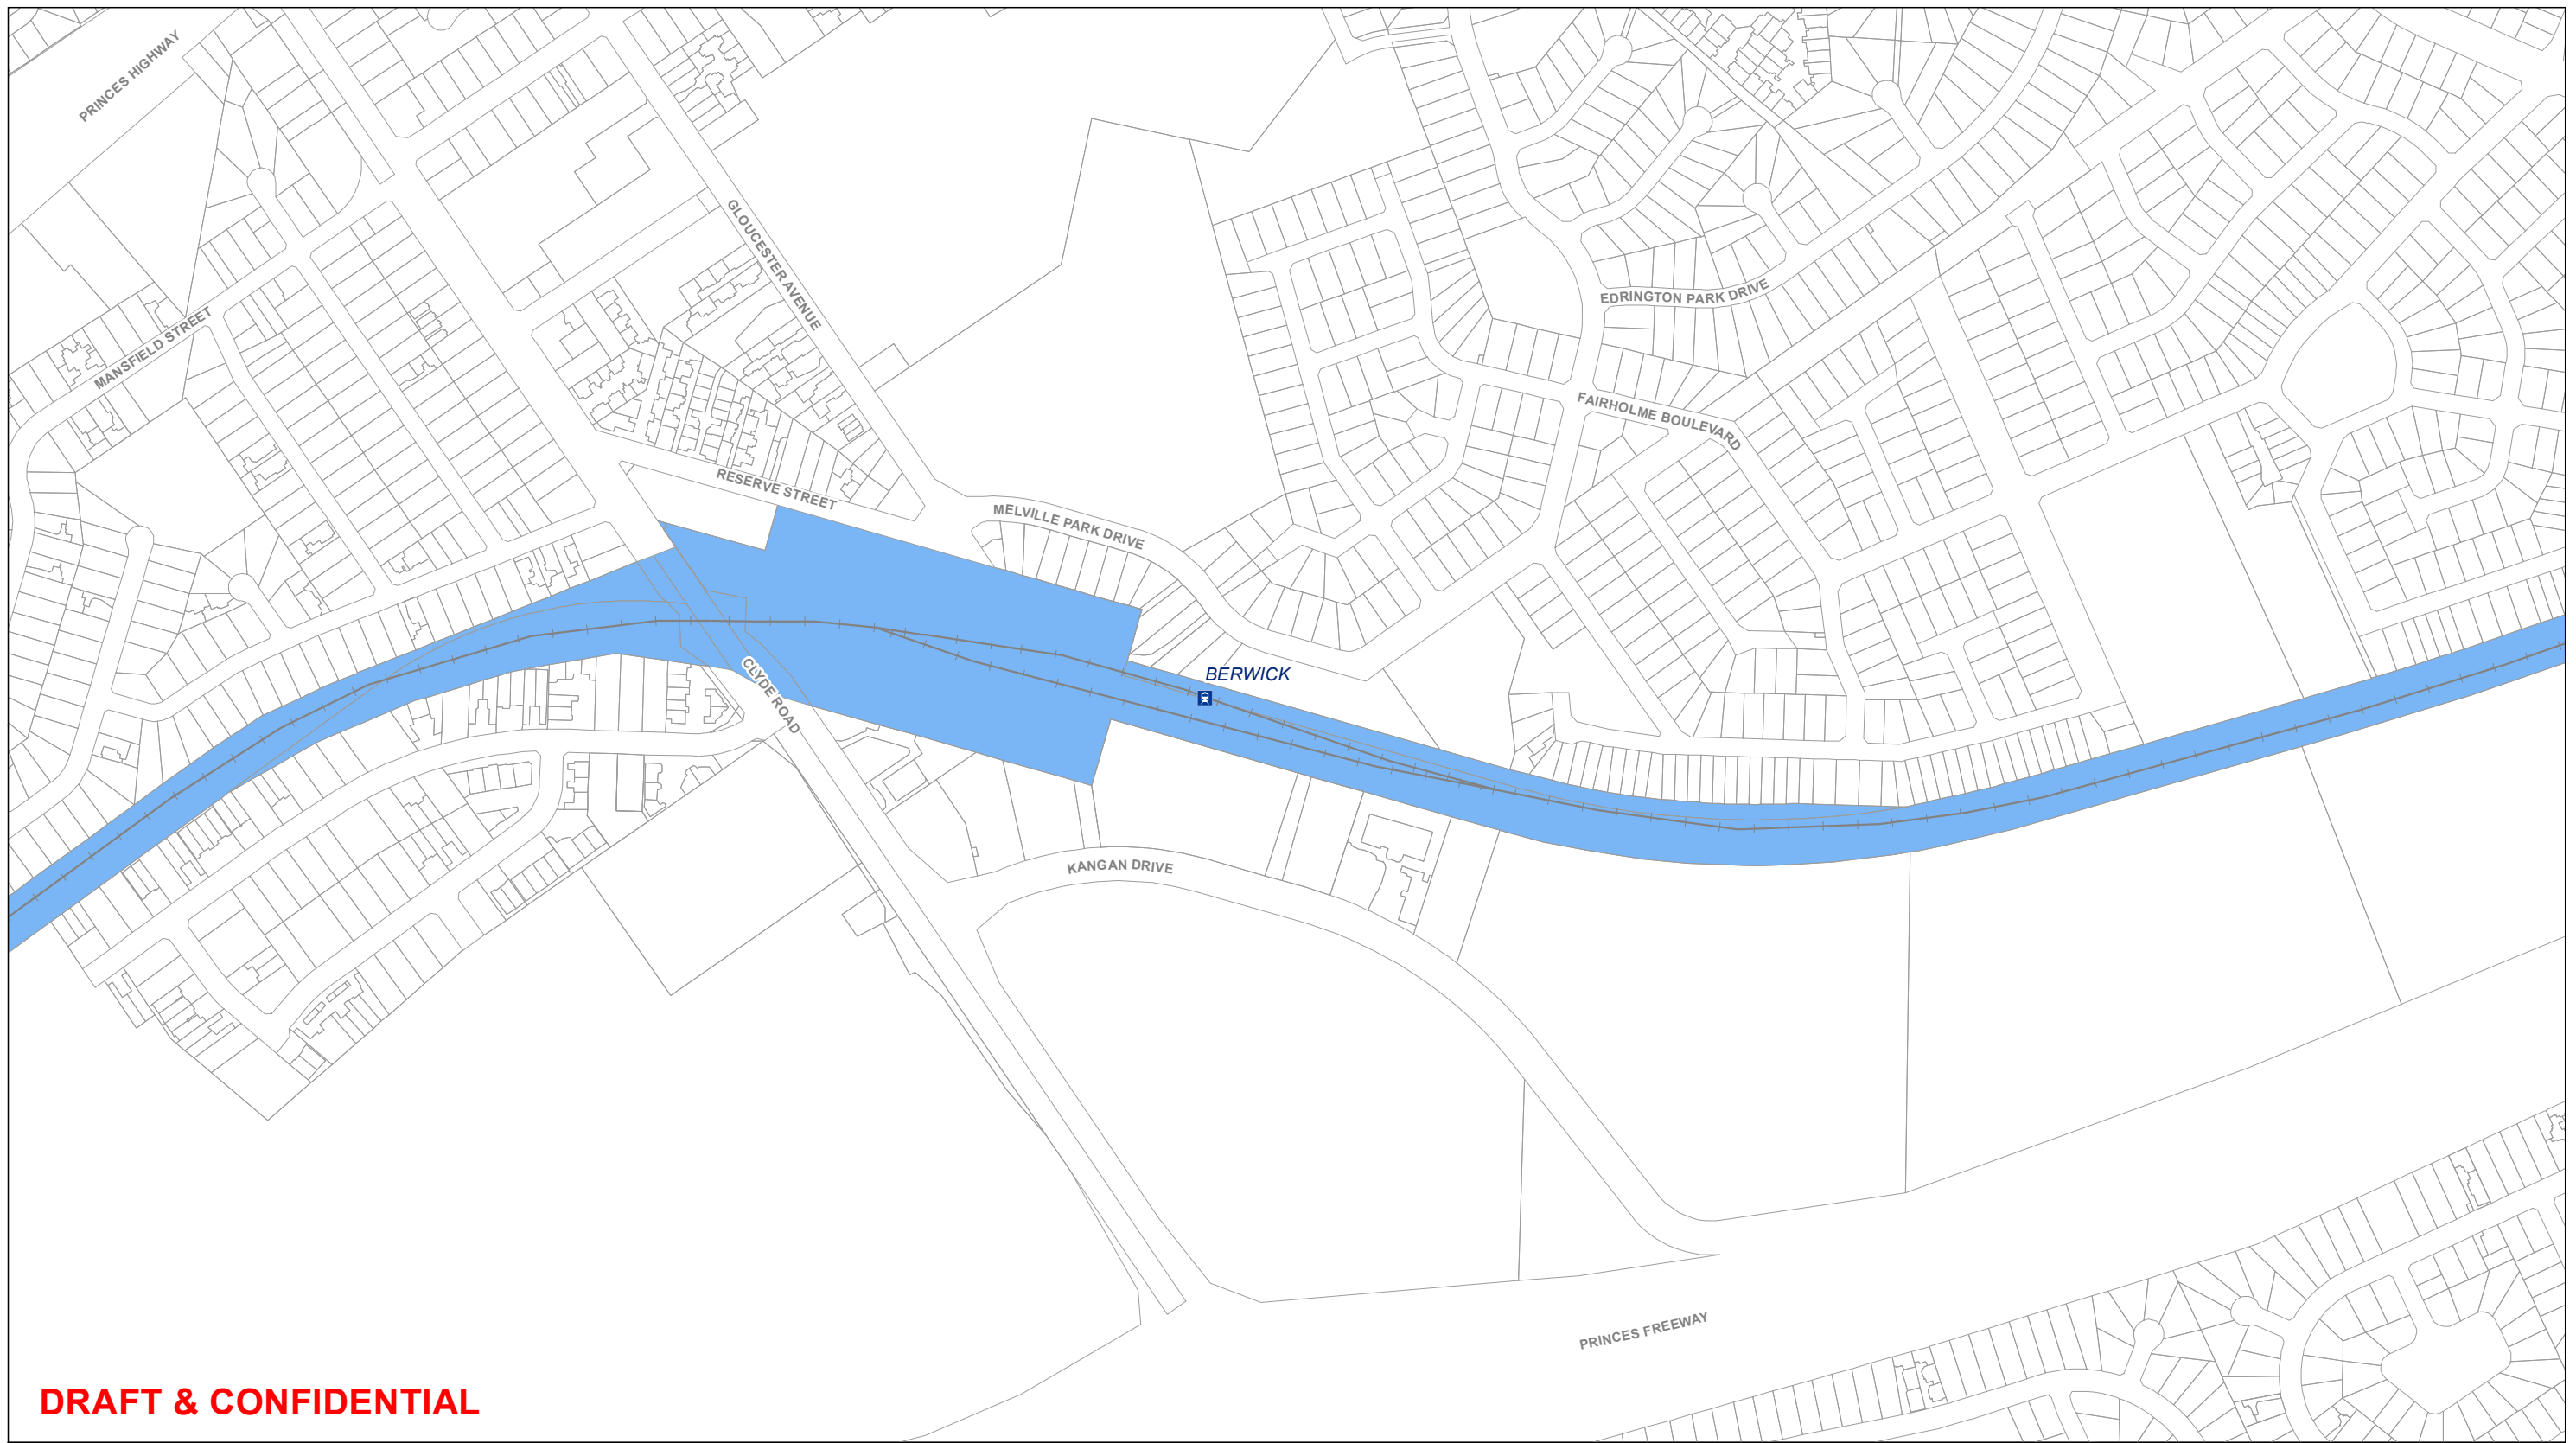 PRINCES HIGHWAY
GLOUCESTER AVENUE
EDRINGTON PARK DRIVE
MANSFIELD STREET
FAIRHOLME BOULEVARD
RESERVE STREET
MELVILLE PARK DRIVE
BERWICK
CLYDE ROAD
KANGAN DRIVE
PRINCES FREEWAY
DRAFT & CONFIDENTIAL